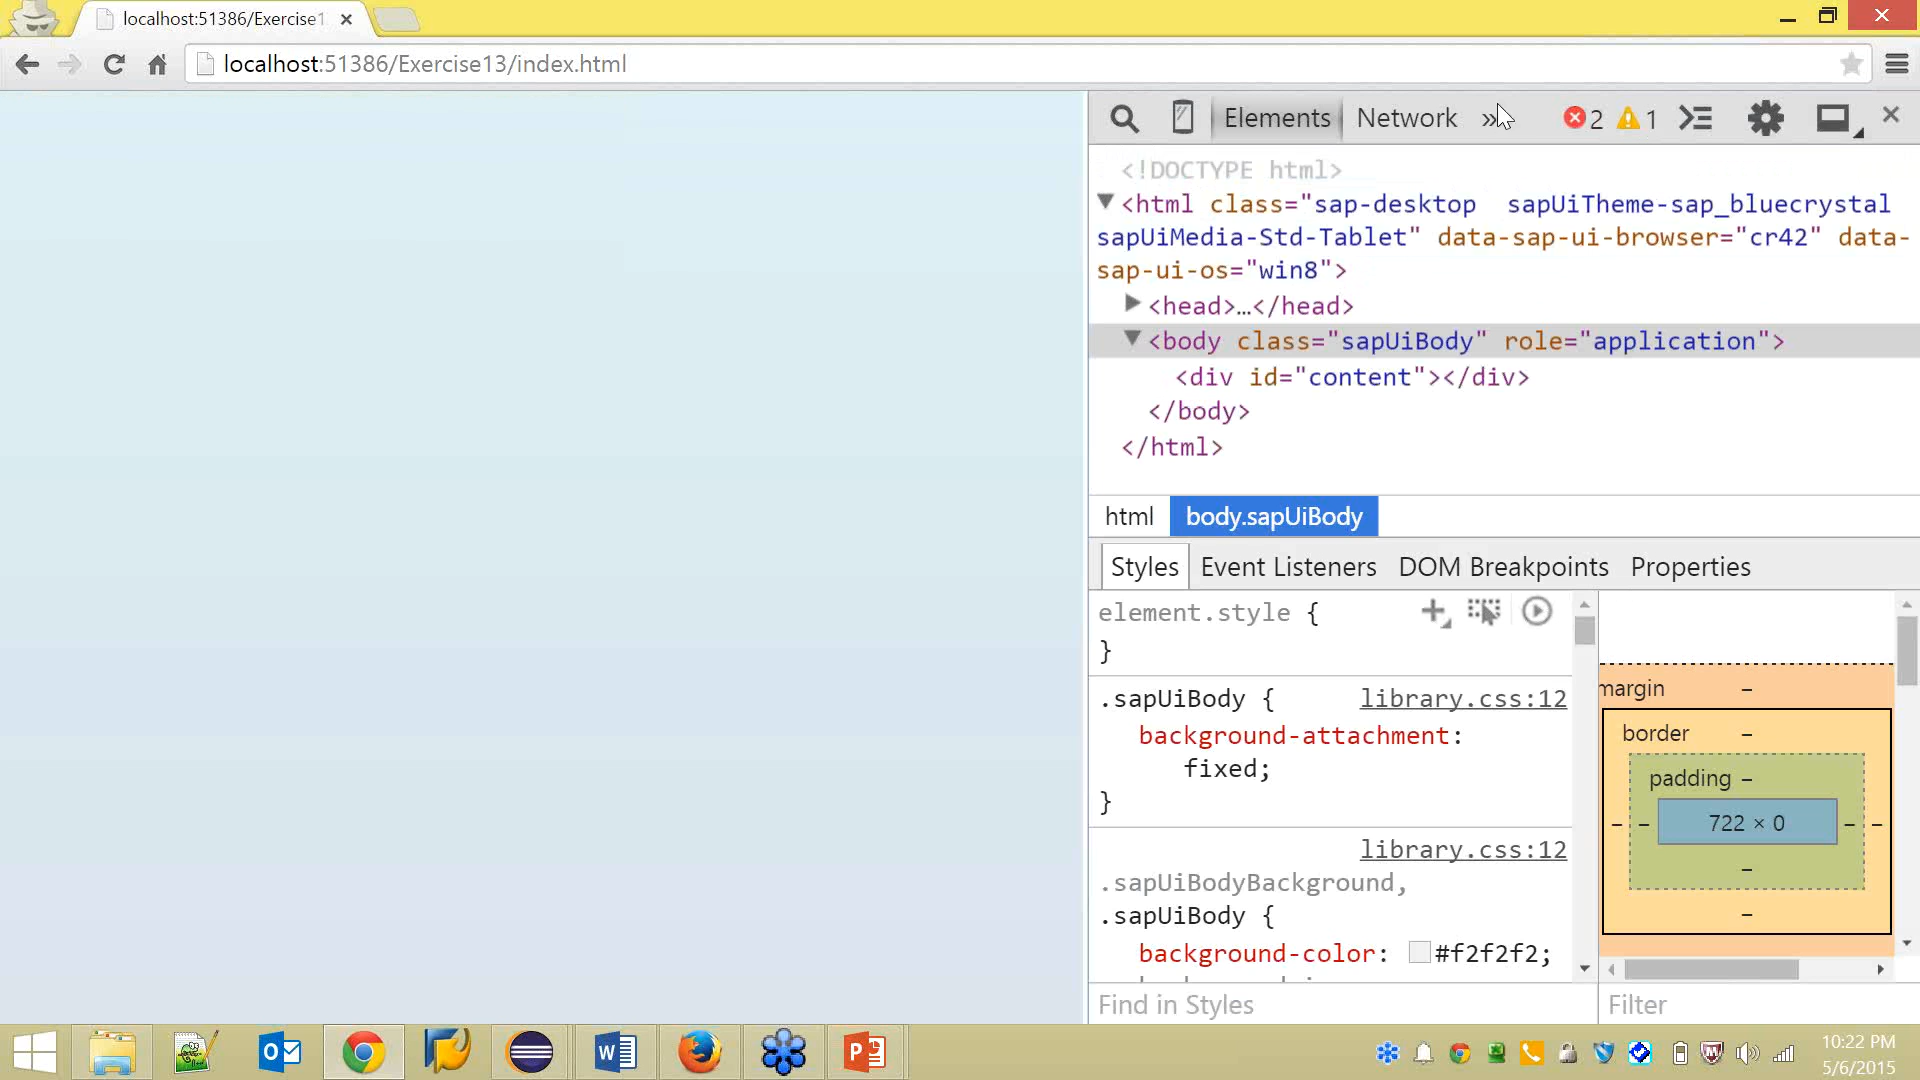 localhost:51386/Exercise1
localhost:51386/Exercise13/index.html
Elements Network » 2 1
<!DOCTYPE html>
<html class="sap-desktop  sapUiTheme-sap_bluecrystal
sapUiMedia-Std-Tablet" data-sap-ui-browser="cr42" data-
sap-ui-os="win8">
<head>…</head>
<body class="sapUiBody" role="application">
<div id="content"></div>
</body>
</html>
html body.sapUiBody
Styles Event Listeners DOM Breakpoints Properties
element.style {
}
.sapUiBody { library.css:12
background-attachment:
fixed;
}
library.css:12
.sapUiBodyBackground,
.sapUiBody {
background-color: #f2f2f2;
Find in Styles
margin –
border –
padding –
– – 722 × 0 – –
–
–
Filter
10:22 PM
5/6/2015